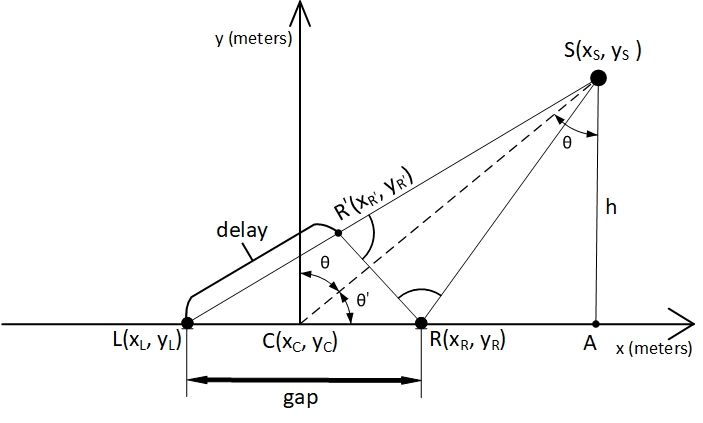 y (meters)
S(xS, yS )
θ
R'(xR', yR')
h
delay
θ
θ'
L(xL, yL)
C(xC, yC)
R(xR, yR)
A
x (meters)
gap